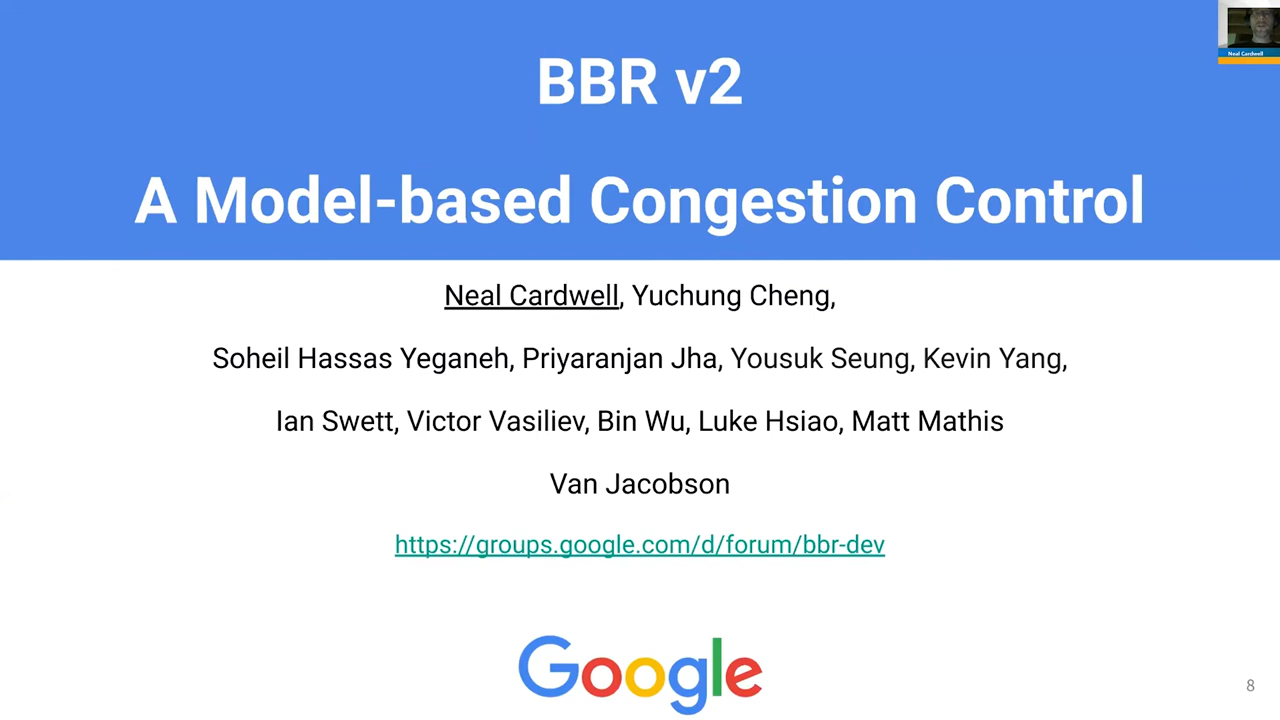 BBR v2
A Model-based Congestion Control
Neal Cardwell
Neal Cardwell, Yuchung Cheng,
Soheil Hassas Yeganeh, Priyaranjan Jha, Yousuk Seung, Kevin Yang,
Ian Swett, Victor Vasiliev, Bin Wu, Luke Hsiao, Matt Mathis
Van Jacobson
https://groups.google.com/d/forum/bbr-dev
Google
8